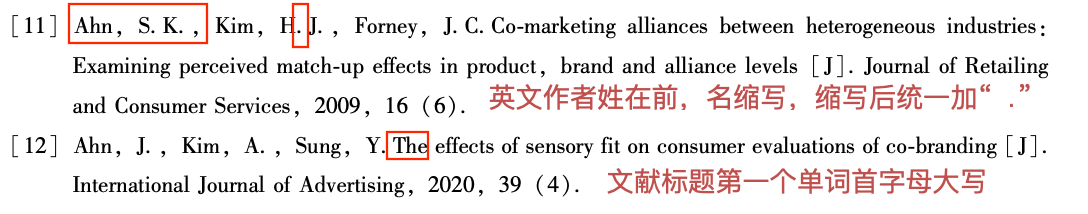 [11] Ahn, S. K., Kim, H. J., Forney, J. C. Co-marketing alliances between heterogeneous industries:
Examining perceived match-up effects in product, brand and alliance levels [J]. Journal of Retailing
and Consumer Services, 2009, 16 (6). 英文作者姓在前，名缩写，缩写后统一加“.”
[12] Ahn, J., Kim, A., Sung, Y. The effects of sensory fit on consumer evaluations of co-branding [J].
International Journal of Advertising, 2020, 39 (4). 文献标题第一个单词首字母大写